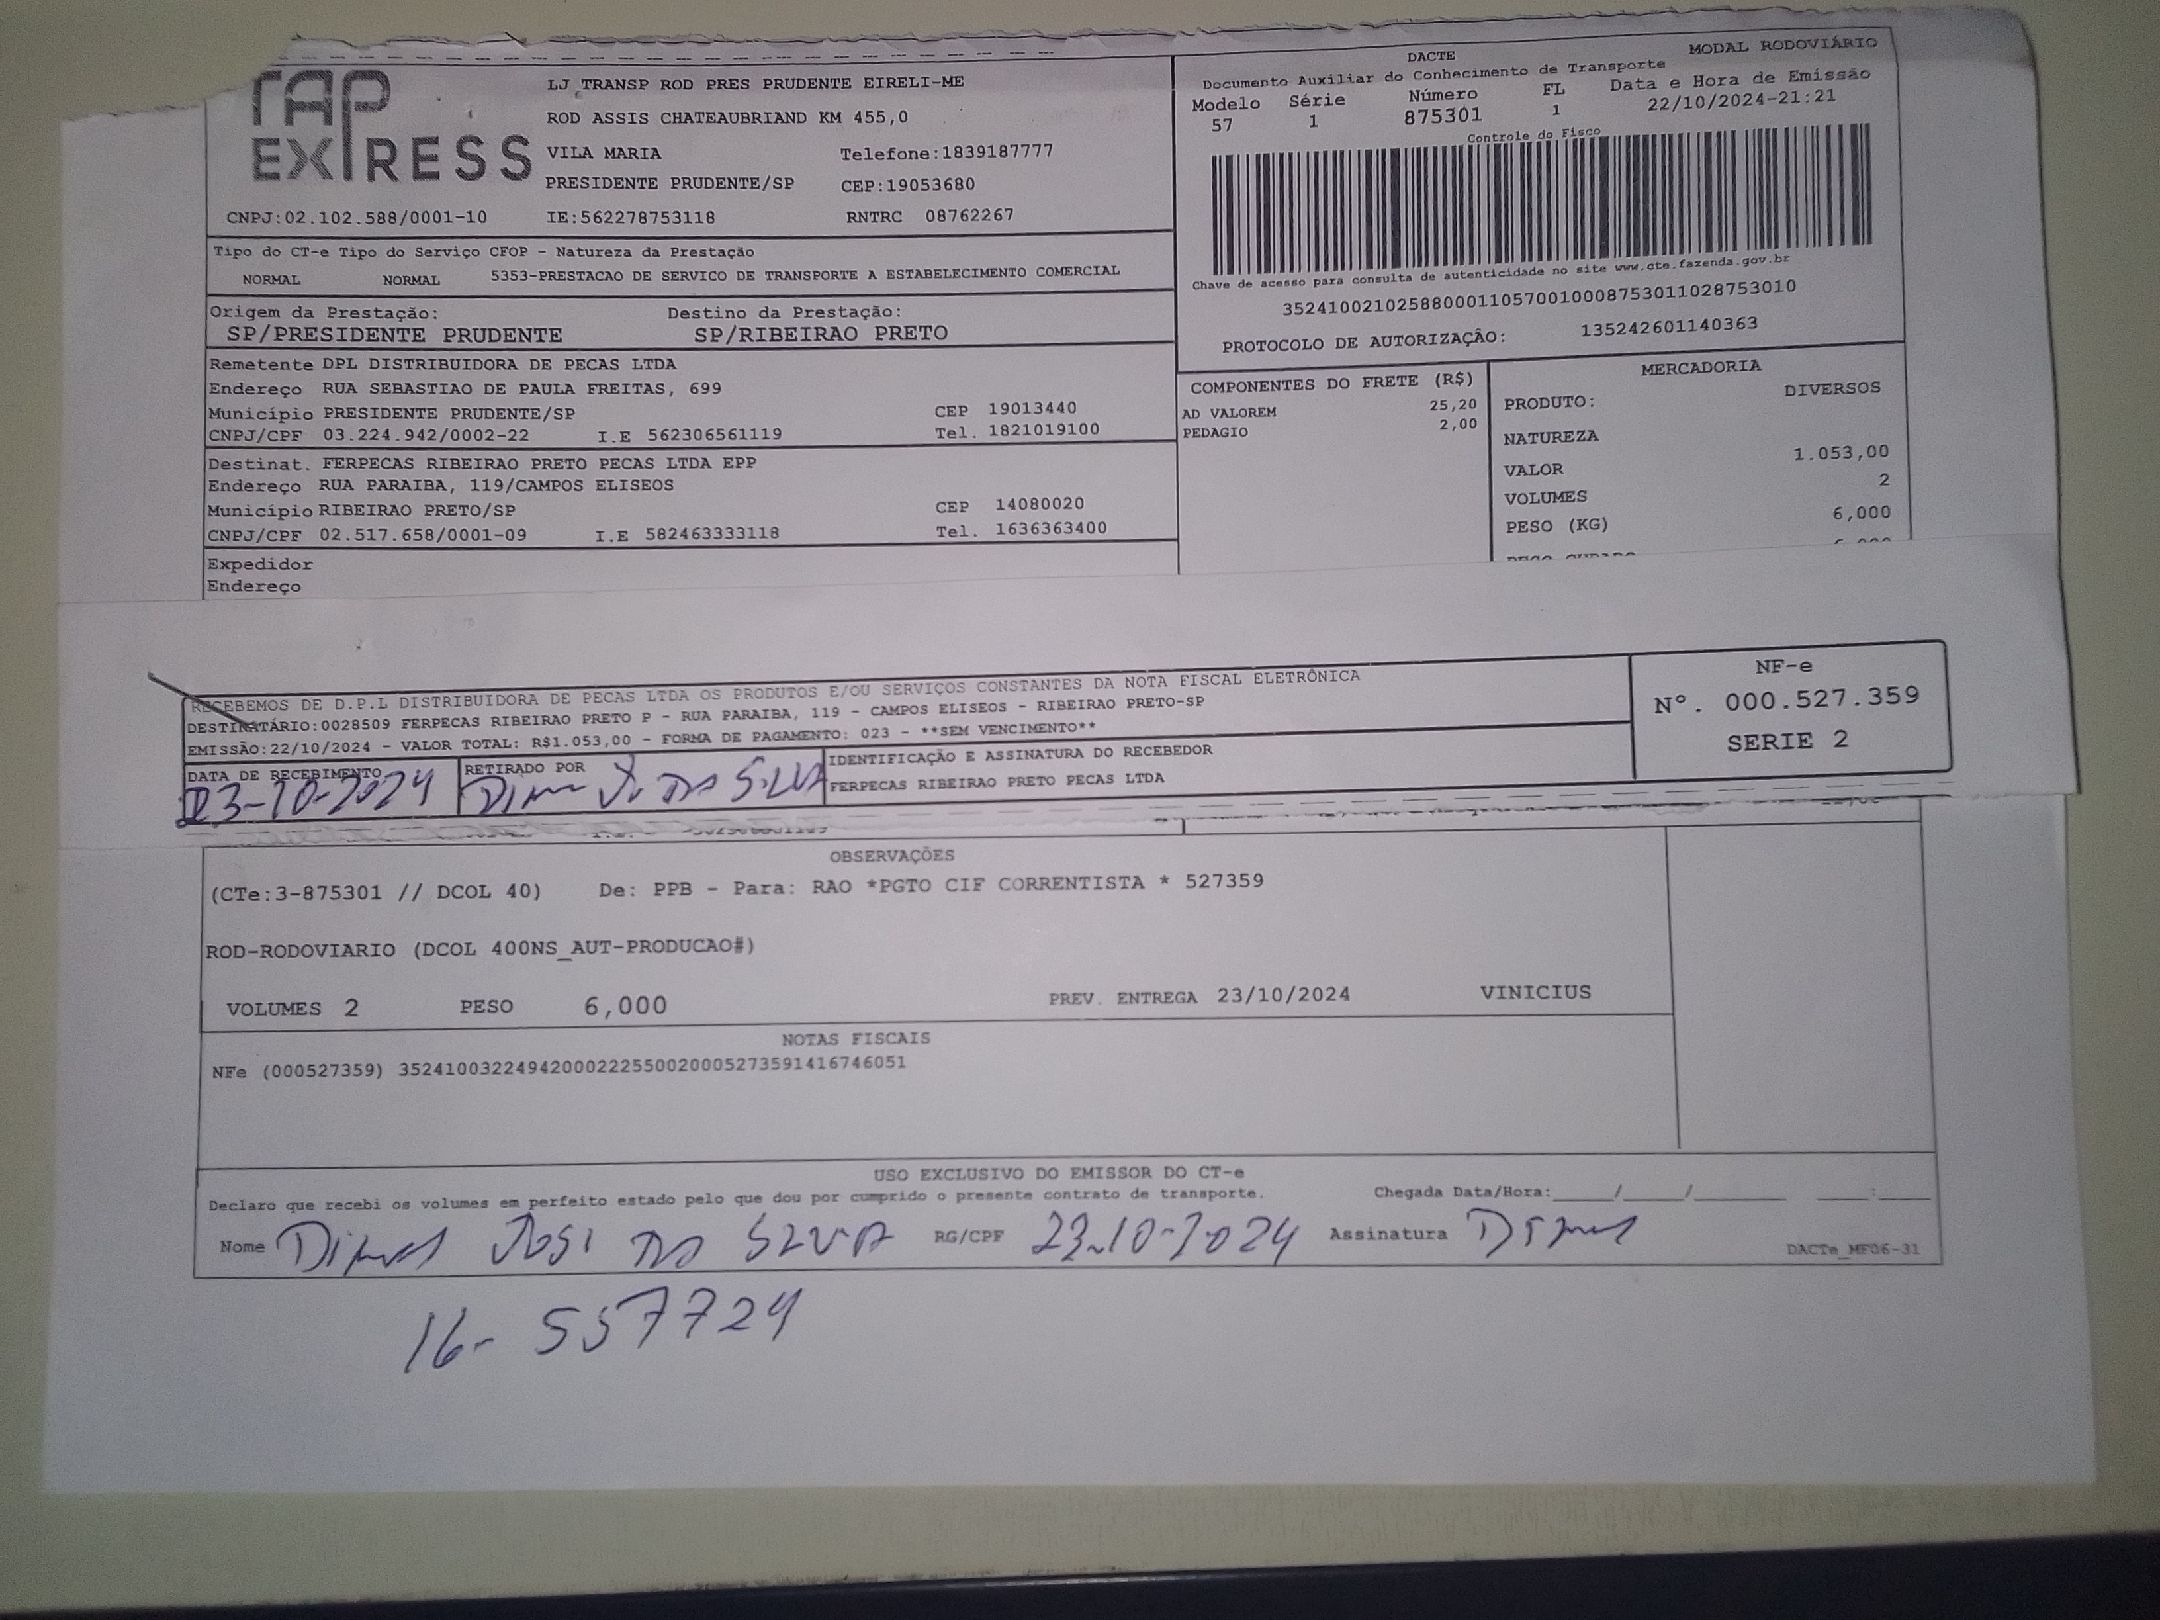 TAP
EXPRESS
LJ TRANSP ROD PRES PRUDENTE EIRELI-ME
ROD ASSIS CHATEAUBRIAND KM 455,0
VILA MARIA Telefone:1839187777
PRESIDENTE PRUDENTE/SP CEP:19053680
CNPJ:02.102.588/0001-10 IE:562278753118 RNTRC 08762267
DACTE MODAL RODOVIÁRIO
Documento Auxiliar do Conhecimento de Transporte
Modelo Série Número FL Data e Hora de Emissão
57 1 875301 1 22/10/2024-21:21
Controle do Fisco
Chave de acesso para consulta de autenticidade no site www.cte.fazenda.gov.br
35241002102588000110570010008753011028753010
PROTOCOLO DE AUTORIZAÇÃO: 135242601140363
Tipo do CT-e Tipo do Serviço CFOP - Natureza da Prestação
NORMAL NORMAL 5353-PRESTACAO DE SERVICO DE TRANSPORTE A ESTABELECIMENTO COMERCIAL
Origem da Prestação: Destino da Prestação:
SP/PRESIDENTE PRUDENTE SP/RIBEIRAO PRETO
Remetente DPL DISTRIBUIDORA DE PECAS LTDA
Endereço RUA SEBASTIAO DE PAULA FREITAS, 699
Município PRESIDENTE PRUDENTE/SP CEP 19013440
CNPJ/CPF 03.224.942/0002-22 I.E 562306561119 Tel. 1821019100
Destinat. FERPECAS RIBEIRAO PRETO PECAS LTDA EPP
Endereço RUA PARAIBA, 119/CAMPOS ELISEOS
Município RIBEIRAO PRETO/SP CEP 14080020
CNPJ/CPF 02.517.658/0001-09 I.E 582463333118 Tel. 1636363400
Expedidor
Endereço
COMPONENTES DO FRETE (R$)
AD VALOREM 25,20
PEDAGIO 2,00
MERCADORIA
PRODUTO: DIVERSOS
NATUREZA
VALOR 1.053,00
VOLUMES 2
PESO (KG) 6,000
RECEBEMOS DE D.P.L DISTRIBUIDORA DE PECAS LTDA OS PRODUTOS E/OU SERVIÇOS CONSTANTES DA NOTA FISCAL ELETRÔNICA
DESTINATÁRIO:0028509 FERPECAS RIBEIRAO PRETO P - RUA PARAIBA, 119 - CAMPOS ELISEOS - RIBEIRAO PRETO-SP
EMISSÃO:22/10/2024 - VALOR TOTAL: R$1.053,00 - FORMA DE PAGAMENTO: 023 - **SEM VENCIMENTO**
DATA DE RECEBIMENTO RETIRADO POR IDENTIFICAÇÃO E ASSINATURA DO RECEBEDOR
23-10-2024 da Silva FERPECAS RIBEIRAO PRETO PECAS LTDA
NF-e
Nº. 000.527.359
SERIE 2
OBSERVAÇÕES
(CTe:3-875301 // DCOL 40) De: PPB - Para: RAO *PGTO CIF CORRENTISTA * 527359
ROD-RODOVIARIO (DCOL 400NS_AUT-PRODUCAO#)
VOLUMES 2 PESO 6,000 PREV. ENTREGA 23/10/2024 VINICIUS
NOTAS FISCAIS
NFe (000527359) 35241003224942000222550020005273591416746051
USO EXCLUSIVO DO EMISSOR DO CT-e
Declaro que recebi os volumes em perfeito estado pelo que dou por cumprido o presente contrato de transporte. Chegada Data/Hora:____/____/______ ____:____
Nome da SILVA RG/CPF 23-10-2024 Assinatura
DACTe_MF06-31
16-557724